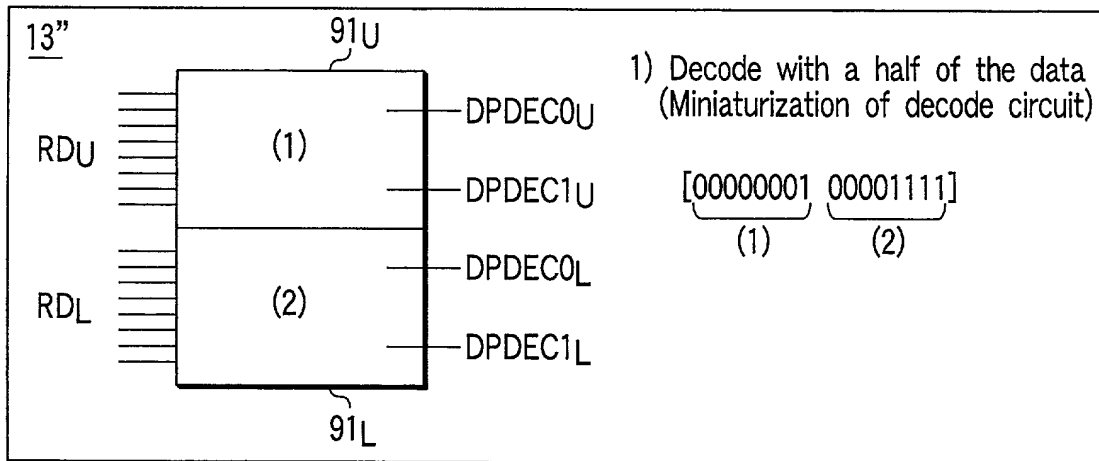 13”
91U
RDU
(1)
DPDEC0U
DPDEC1U
RDL
(2)
DPDEC0L
DPDEC1L
91L
1) Decode with a half of the data
(Miniaturization of decode circuit)
[00000001 00001111]
(1) (2)